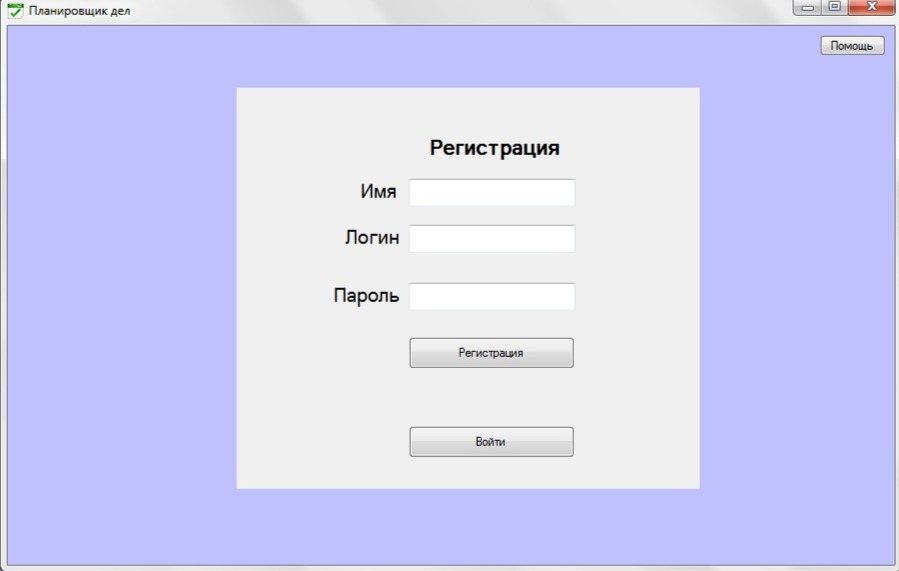 Планировщик дел
Помощь
Регистрация
Имя
Логин
Пароль
Регистрация
Войти